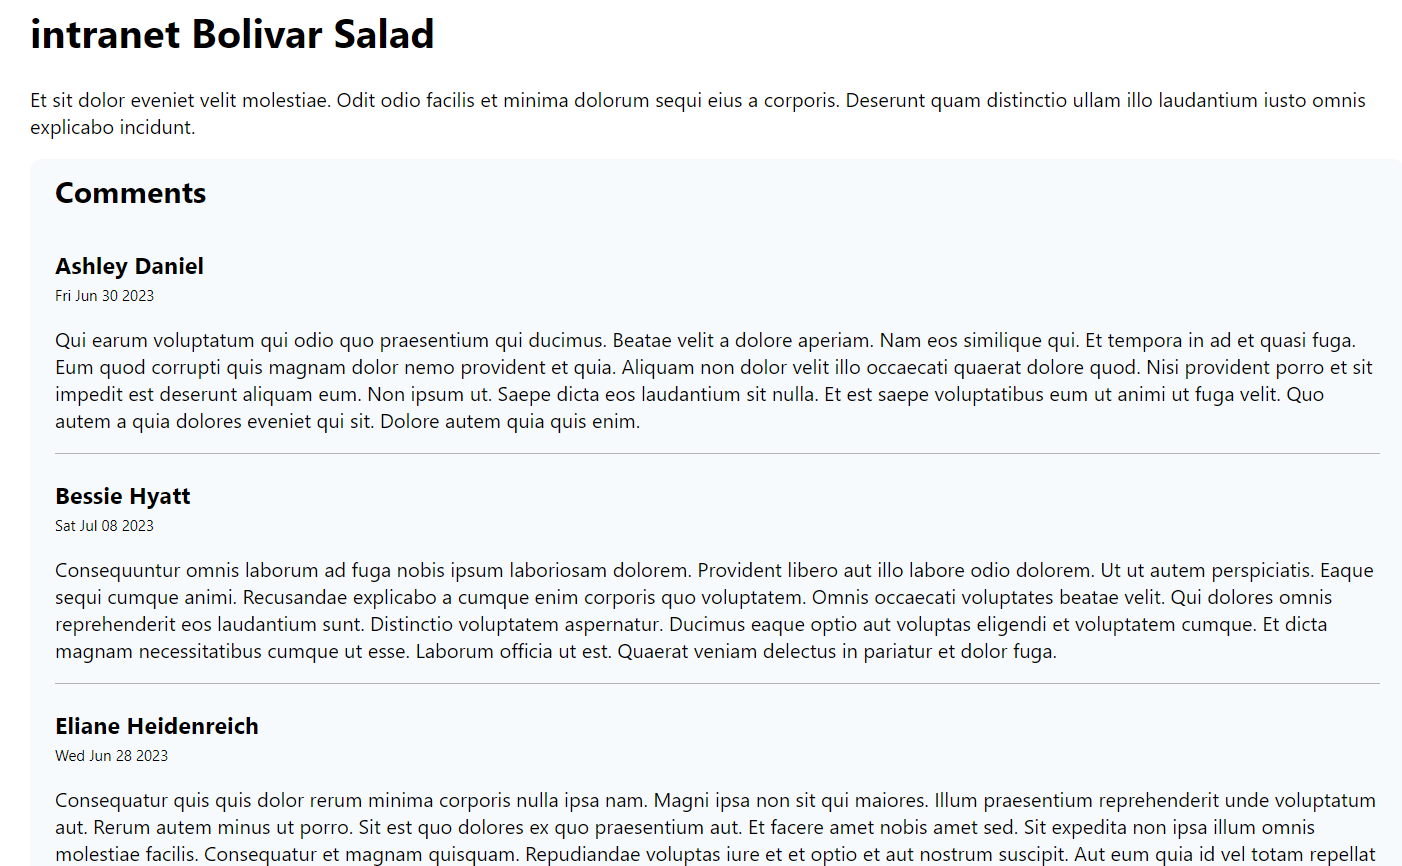 intranet Bolivar Salad
Et sit dolor eveniet velit molestiae. Odit odio facilis et minima dolorum sequi eius a corporis. Deserunt quam distinctio ullam illo laudantium iusto omnis
explicabo incidunt.
Comments
Ashley Daniel
Fri Jun 30 2023
Qui earum voluptatum qui odio quo praesentium qui ducimus. Beatae velit a dolore aperiam. Nam eos similique qui. Et tempora in ad et quasi fuga.
Eum quod corrupti quis magnam dolor nemo provident et quia. Aliquam non dolor velit illo occaecati quaerat dolore quod. Nisi provident porro et sit
impedit est deserunt aliquam eum. Non ipsum ut. Saepe dicta eos laudantium sit nulla. Et est saepe voluptatibus eum ut animi ut fuga velit. Quo
autem a quia dolores eveniet qui sit. Dolore autem quia quis enim.
Bessie Hyatt
Sat Jul 08 2023
Consequuntur omnis laborum ad fuga nobis ipsum laboriosam dolorem. Provident libero aut illo labore odio dolorem. Ut ut autem perspiciatis. Eaque
sequi cumque animi. Recusandae explicabo a cumque enim corporis quo voluptatem. Omnis occaecati voluptates beatae velit. Qui dolores omnis
reprehenderit eos laudantium sunt. Distinctio voluptatem aspernatur. Ducimus eaque optio aut voluptas eligendi et voluptatem cumque. Et dicta
magnam necessitatibus cumque ut esse. Laborum officia ut est. Quaerat veniam delectus in pariatur et dolor fuga.
Eliane Heidenreich
Wed Jun 28 2023
Consequatur quis quis dolor rerum minima corporis nulla ipsa nam. Magni ipsa non sit qui maiores. Illum praesentium reprehenderit unde voluptatum
aut. Rerum autem minus ut porro. Sit est quo dolores ex quo praesentium aut. Et facere amet nobis amet sed. Sit expedita non ipsa illum omnis
molestiae facilis. Consequatur et magnam quisquam. Repudiandae voluptas iure et et optio et aut nostrum suscipit. Aut eum quia id vel totam repellat